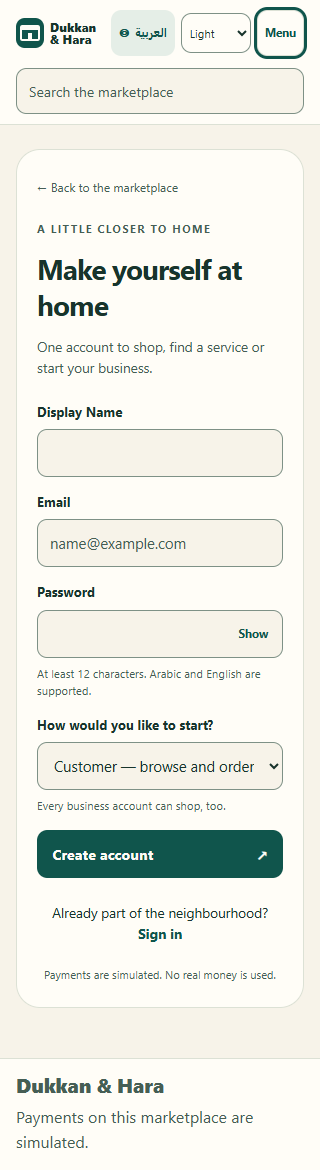 Dukkan
& Hara
العربية
Light
Menu
Search the marketplace
← Back to the marketplace
A LITTLE CLOSER TO HOME
Make yourself at
home
One account to shop, find a service or
start your business.
Display Name
Email
name@example.com
Password
Show
At least 12 characters. Arabic and English are
supported.
How would you like to start?
Customer — browse and order
Every business account can shop, too.
Create account ↗
Already part of the neighbourhood?
Sign in
Payments are simulated. No real money is used.
Dukkan & Hara
Payments on this marketplace are
simulated.